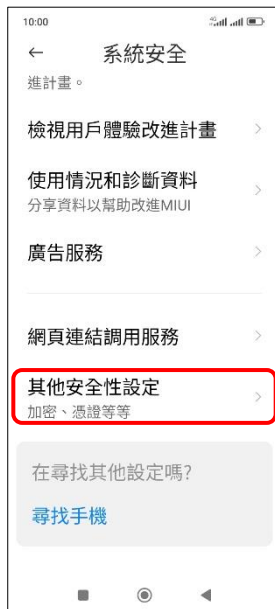 10:00
4G
← 系統安全
進計畫。
檢視用戶體驗改進計畫
使用情況和診斷資料
分享資料以幫助改進MIUI
廣告服務
網頁連結調用服務
其他安全性設定
加密、憑證等等
在尋找其他設定嗎?
尋找手機